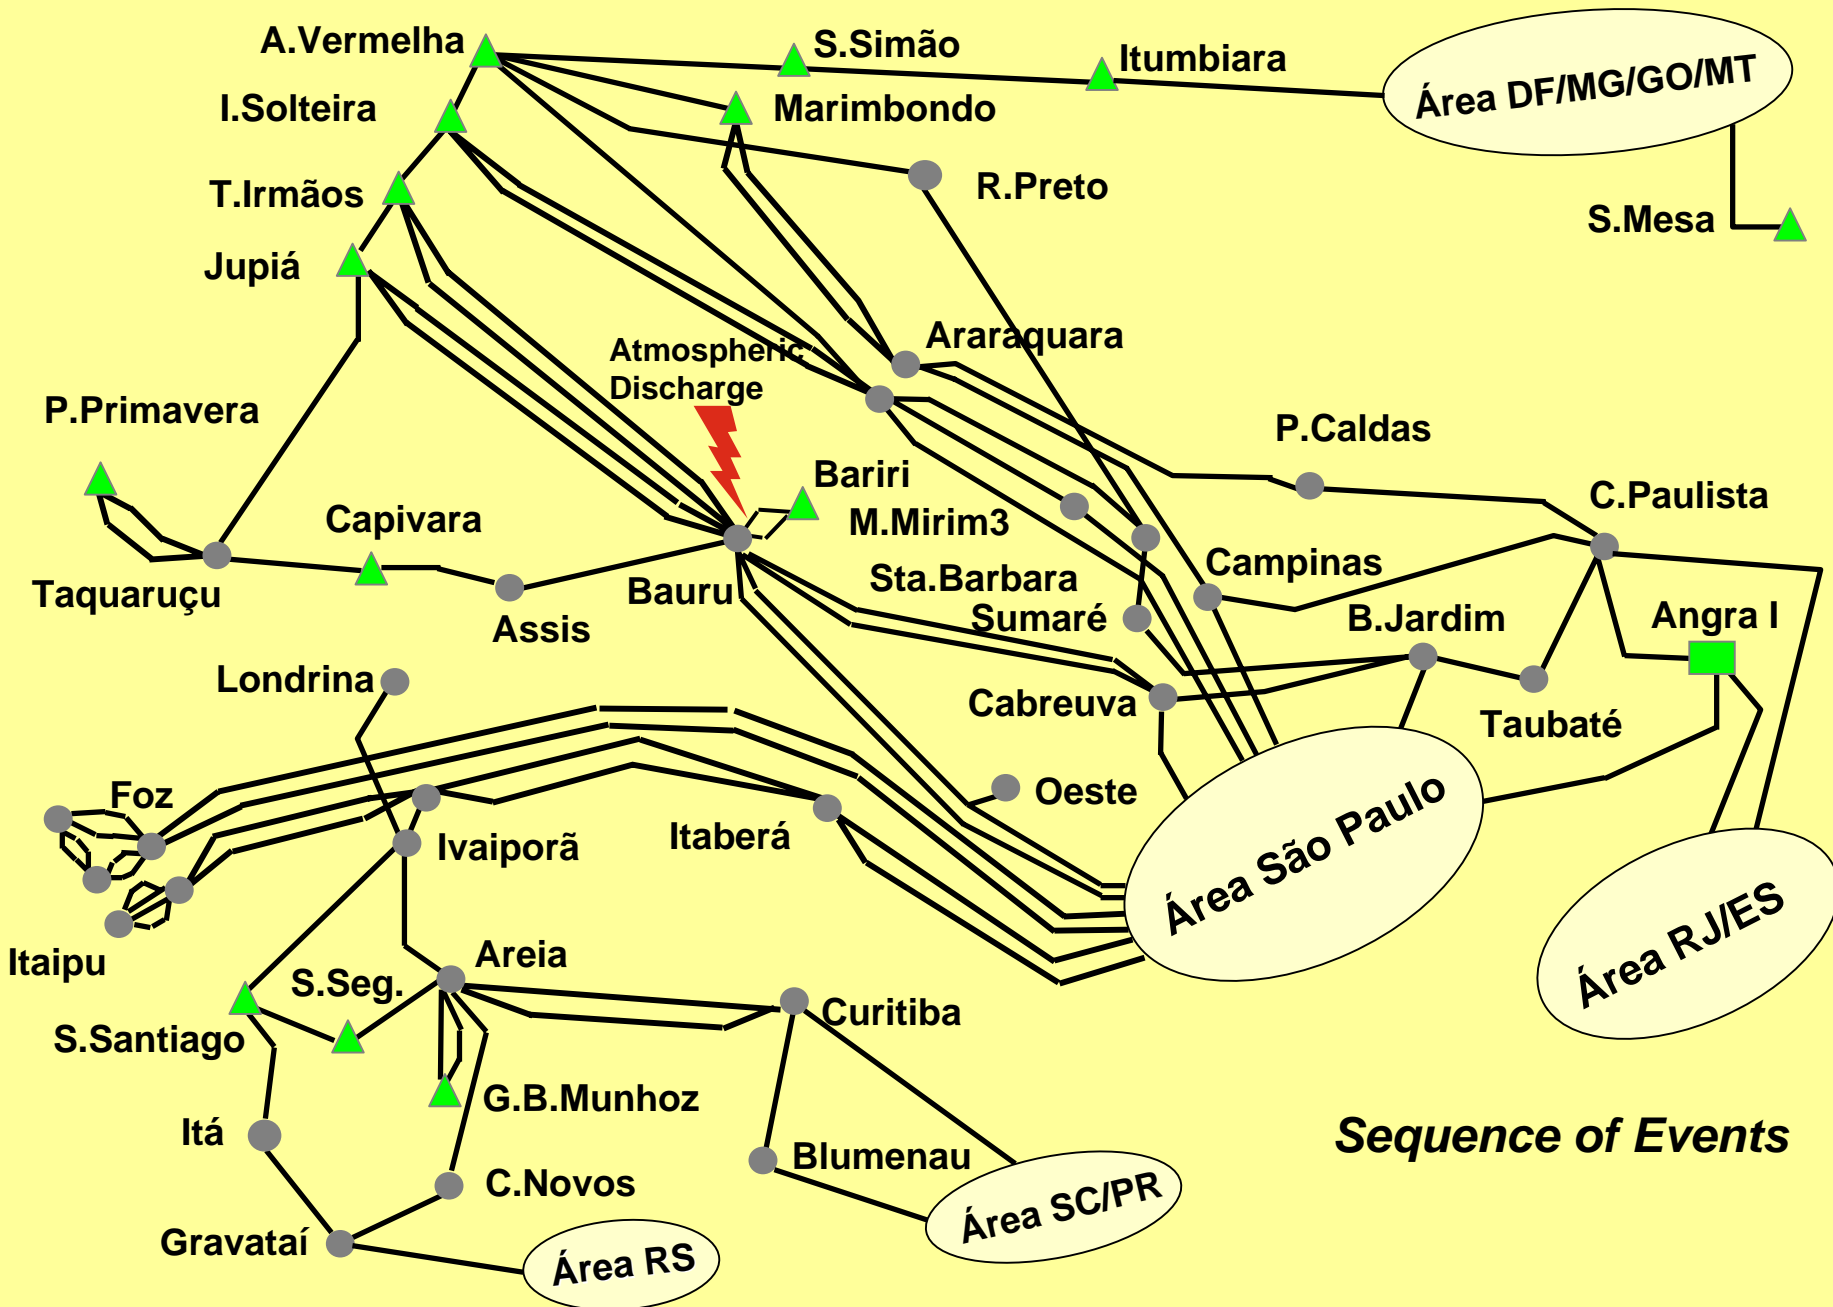 A.Vermelha
S.Simão
Itumbiara
Área DF/MG/GO/MT
I.Solteira
Marimbondo
T.Irmãos
R.Preto
S.Mesa
Jupiá
Araraquara
Atmospheric
Discharge
P.Primavera
P.Caldas
Bariri
C.Paulista
Capivara
M.Mirim3
Campinas
Taquaruçu
Bauru
Sta.Barbara
Assis
Sumaré
B.Jardim
Angra I
Londrina
Cabreuva
Taubaté
Foz
Oeste
Ivaiporã
Itaberá
Área São Paulo
Área RJ/ES
Itaipu
Areia
S.Seg.
Curitiba
S.Santiago
G.B.Munhoz
Itá
Sequence of Events
Blumenau
C.Novos
Área SC/PR
Gravataí
Área RS